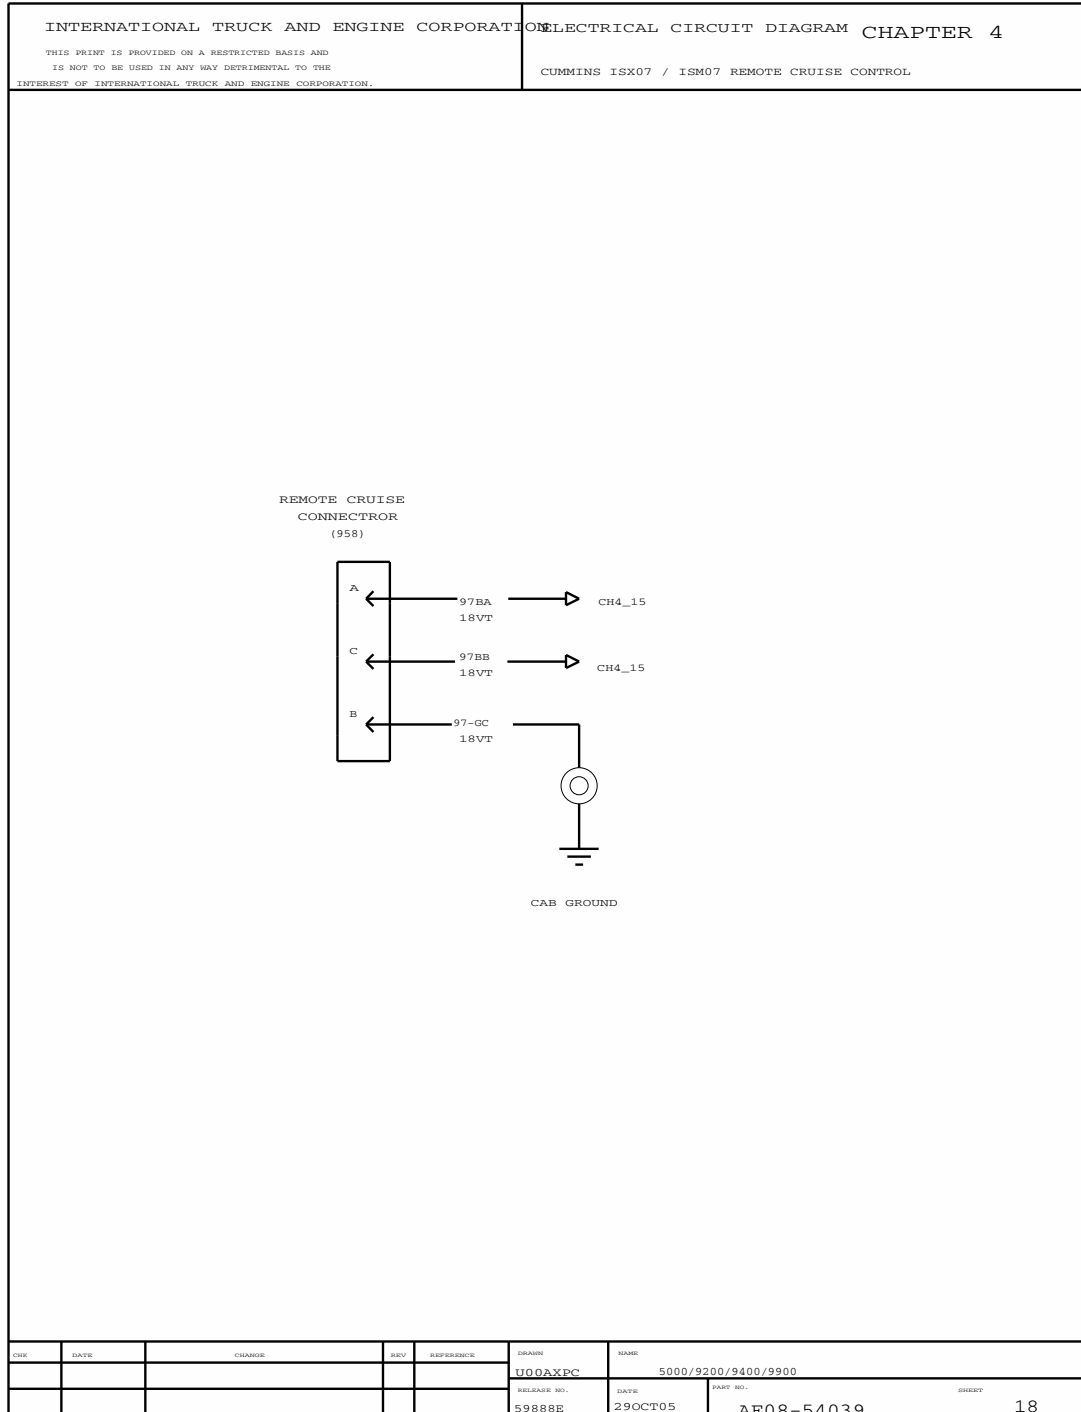 INTERNATIONAL TRUCK AND ENGINE CORPORATION
THIS PRINT IS PROVIDED ON A RESTRICTED BASIS AND
IS NOT TO BE USED IN ANY WAY DETRIMENTAL TO THE
INTEREST OF INTERNATIONAL TRUCK AND ENGINE CORPORATION.
ELECTRICAL CIRCUIT DIAGRAM CHAPTER 4
CUMMINS ISX07 / ISM07 REMOTE CRUISE CONTROL
REMOTE CRUISE
CONNECTROR
(958)
A
97BA
18VT
CH4_15
C
97BB
18VT
CH4_15
B
97-GC
18VT
CAB GROUND
CHK DATE CHANGE REV REFERENCE
DRAWN
U00AXPC
NAME
5000/9200/9400/9900
RELEASE NO.
59888E
DATE
29OCT05
PART NO.
AF08-54039
SHEET
18